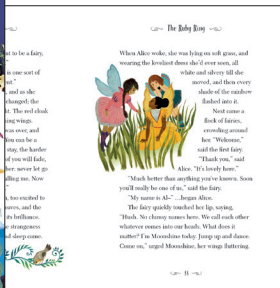 nt to be a fairy,
is one sort of
, and as she
changed; the
it. The red cloak
ing wings.
was over, and
You can be a
stay, the harder
of you will fade,
her: never let go
lling me. Now
, too excited to
its brilliance.
e strangeness
nd sleep came.
The Ruby Ring
When Alice woke, she was lying on soft grass, and
wearing the loveliest dress she'd ever seen, all
white and silvery till she
moved, and then every
shade of the rainbow
flashed into it.
Next came a
flock of fairies,
crowding around
her. "Welcome,"
said the first fairy.
"Thank you," said
Alice. "It's lovely here."
"Much better than anything you've known. Soon
you'll really be one of us," said the fairy.
"My name is Al–" …began Alice.
The fairy quickly touched her lip, saying,
"Hush. No clumsy names here. We call each other
whatever comes into our heads. What does it
matter? I'm Moonshine today. Jump up and dance.
Come on," urged Moonshine, her wings fluttering.